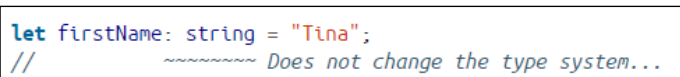 let firstName: string = "Tina";
//            ~~~~~~~~ Does not change the type system...